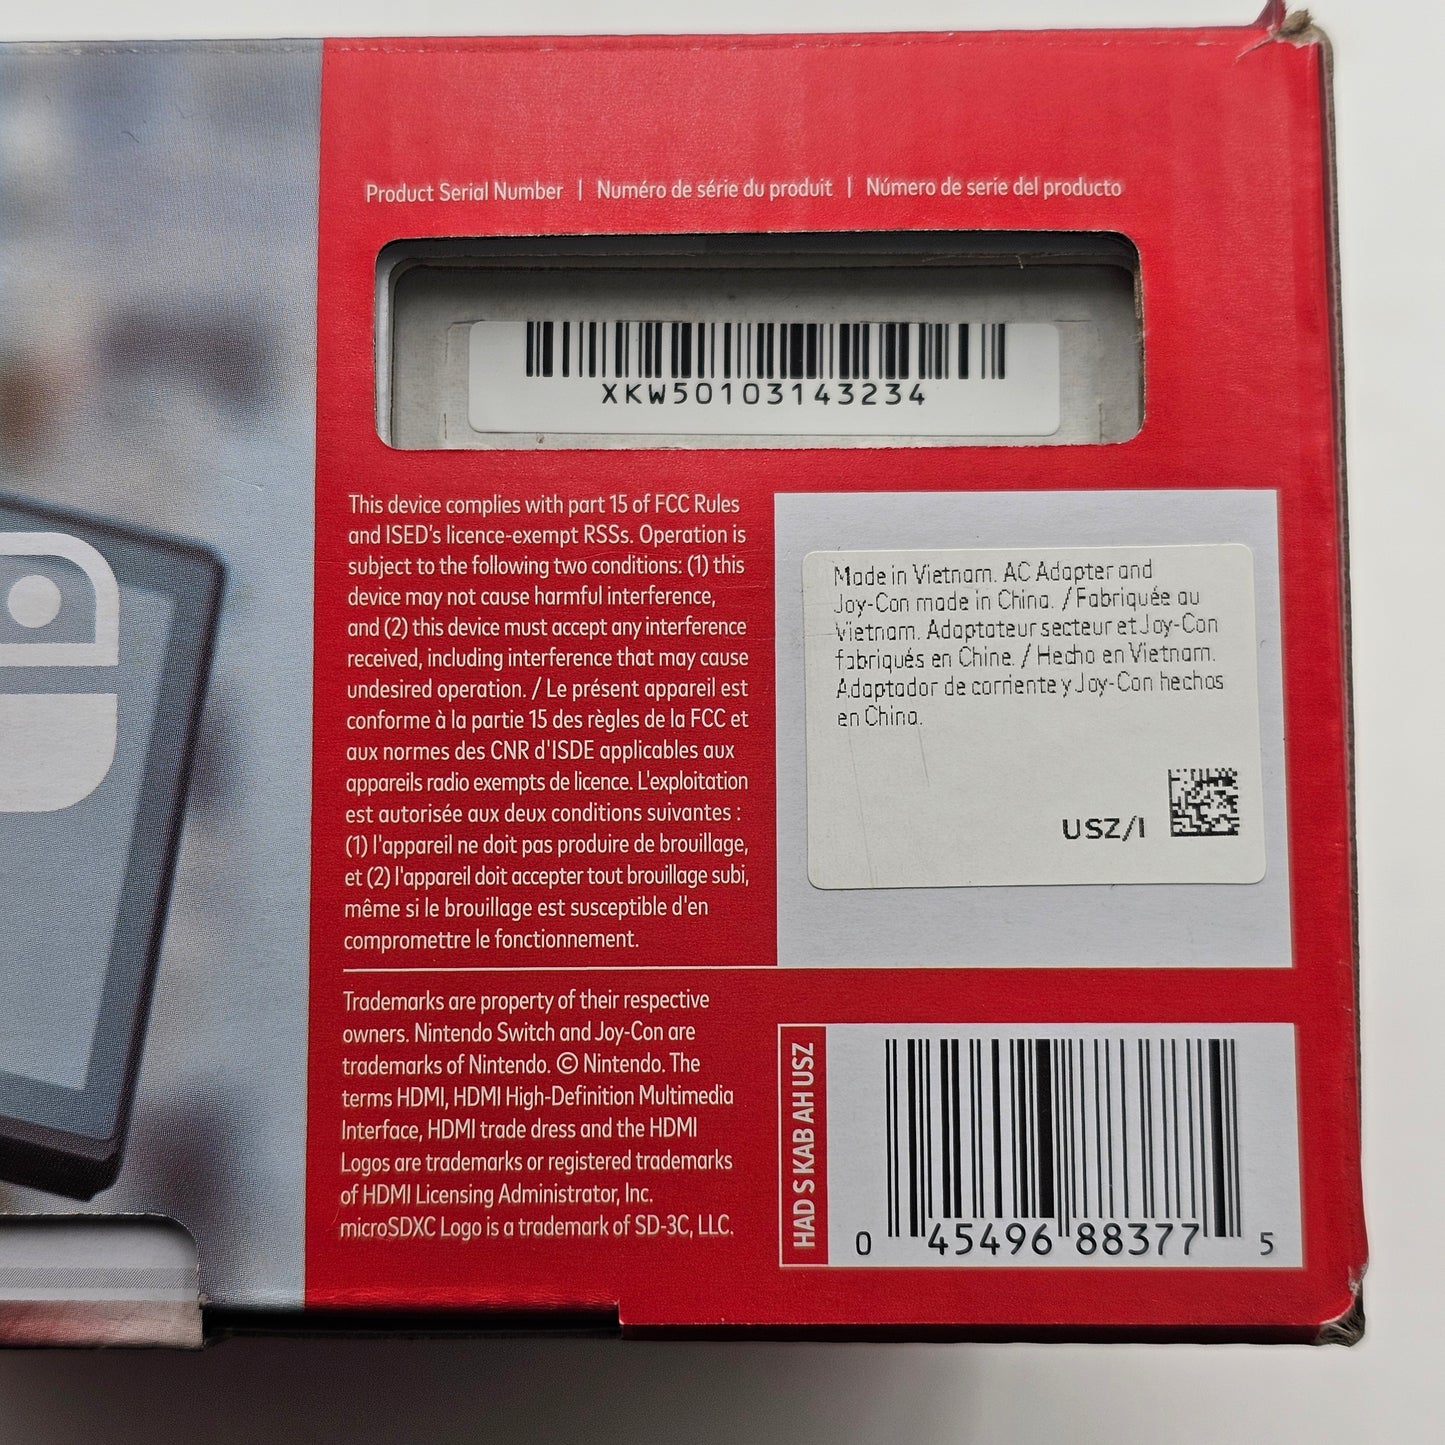 Product Serial Number | Numéro de série du produit | Número de serie del producto
XKW50103143234
This device complies with part 15 of FCC Rules
and ISED's licence-exempt RSSs. Operation is
subject to the following two conditions: (1) this
device may not cause harmful interference,
and (2) this device must accept any interference
received, including interference that may cause
undesired operation. / Le présent appareil est
conforme à la partie 15 des règles de la FCC et
aux normes des CNR d'ISDE applicables aux
appareils radio exempts de licence. L'exploitation
est autorisée aux deux conditions suivantes :
(1) l'appareil ne doit pas produire de brouillage,
et (2) l'appareil doit accepter tout brouillage subi,
même si le brouillage est susceptible d'en
compromettre le fonctionnement.
Made in Vietnam. AC Adapter and
Joy-Con made in China. / Fabriquée au
Vietnam. Adaptateur secteur et Joy-Con
fabriqués en Chine. / Hecho en Vietnam.
Adaptador de corriente y Joy-Con hechos
en China.
USZ/I
Trademarks are property of their respective
owners. Nintendo Switch and Joy-Con are
trademarks of Nintendo. © Nintendo. The
terms HDMI, HDMI High-Definition Multimedia
Interface, HDMI trade dress and the HDMI
Logos are trademarks or registered trademarks
of HDMI Licensing Administrator, Inc.
microSDXC Logo is a trademark of SD-3C, LLC.
HAD S KAB AH USZ
0 45496 88377 5